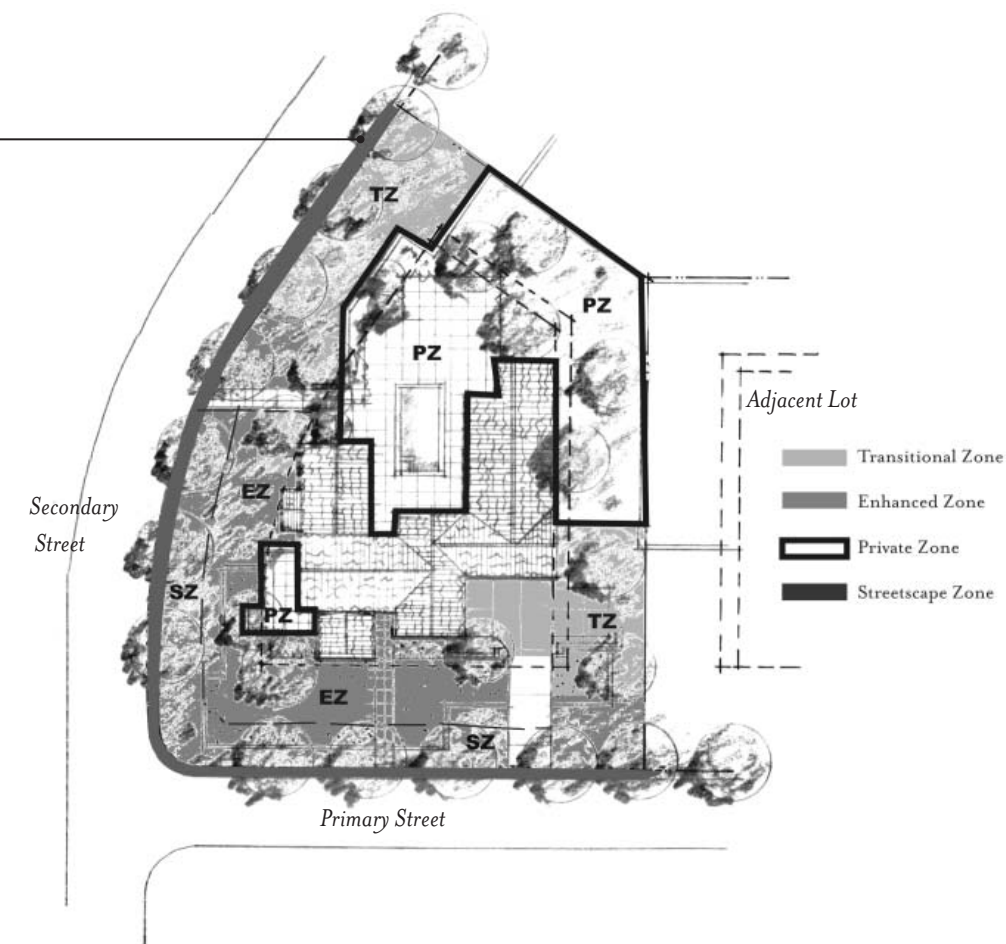 TZ
PZ
PZ
Adjacent Lot
Transitional Zone
Enhanced Zone
Private Zone
Streetscape Zone
EZ
Secondary
Street
SZ
PZ
TZ
EZ
SZ
Primary Street